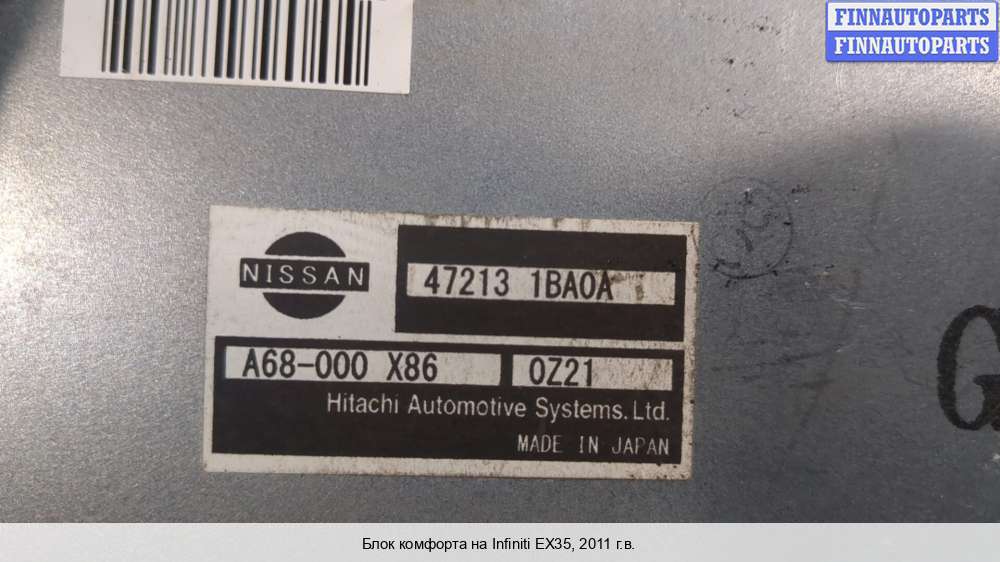 FINNAUTOPARTS
FINNAUTOPARTS
NISSAN
47213 1BA0A
A68-000 X86
0Z21
Hitachi Automotive Systems.Ltd.
MADE IN JAPAN
G
Блок комфорта на Infiniti EX35, 2011 г.в.